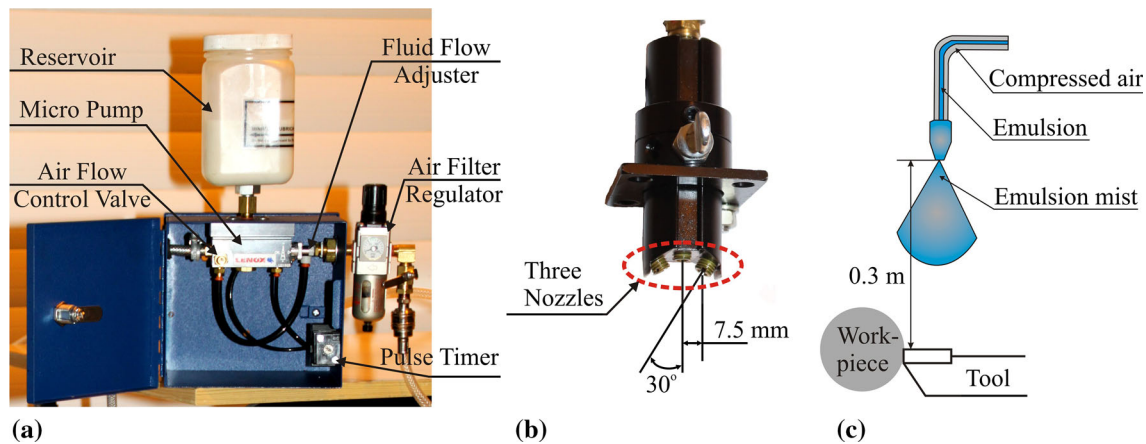 Reservoir
Micro Pump
Air Flow
Control Valve
Fluid Flow
Adjuster
Air Filter
Regulator
Pulse Timer
LENOX
(a)
Three
Nozzles
7.5 mm
30°
(b)
Compressed air
Emulsion
Emulsion mist
0.3 m
Work-
piece
Tool
(c)